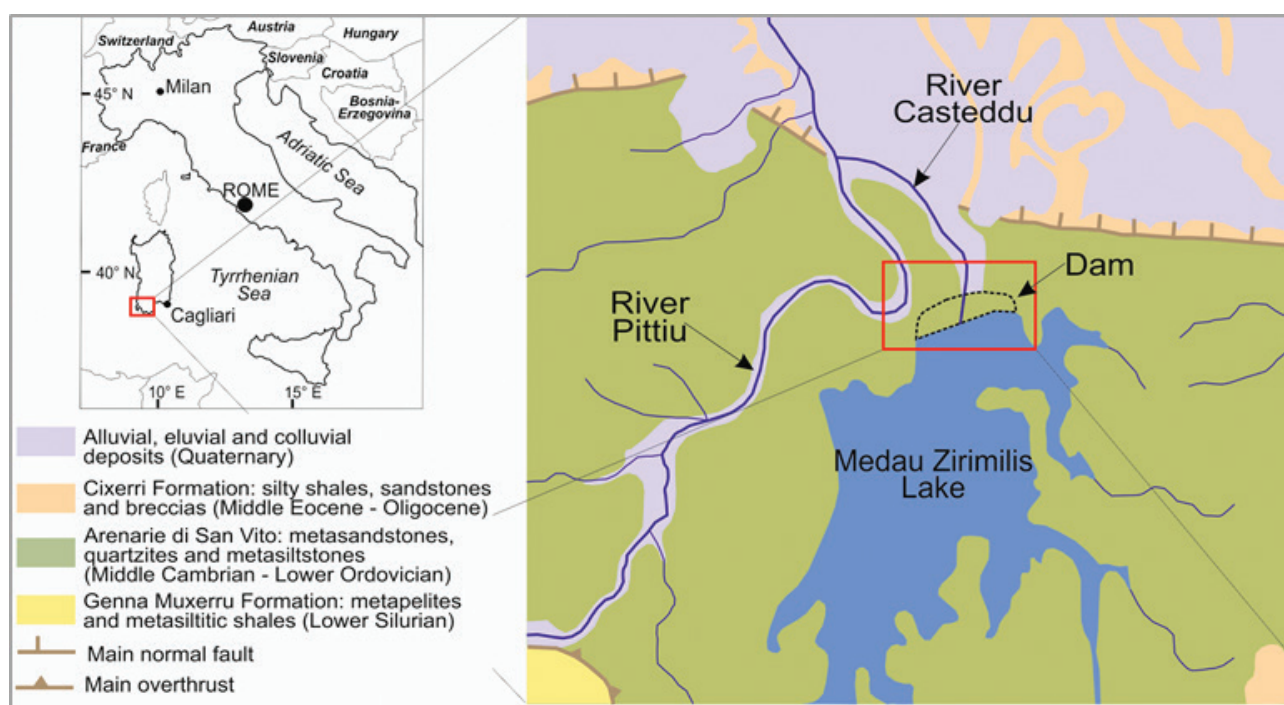 Austria
Switzerland
Hungary
Slovenia
Croatia
Milan
45° N
Bosnia-
Erzegovina
France
Adriatic Sea
ROME
40° N
Tyrrhenian
Sea
Cagliari
10° E
15° E
River
Casteddu
Dam
River
Pittiu
Medau Zirimilis
Lake
Alluvial, eluvial and colluvial
deposits (Quaternary)
Cixerri Formation: silty shales, sandstones
and breccias (Middle Eocene - Oligocene)
Arenarie di San Vito: metasandstones,
quartzites and metasiltstones
(Middle Cambrian - Lower Ordovician)
Genna Muxerru Formation: metapelites
and metasiltitic shales (Lower Silurian)
Main normal fault
Main overthrust